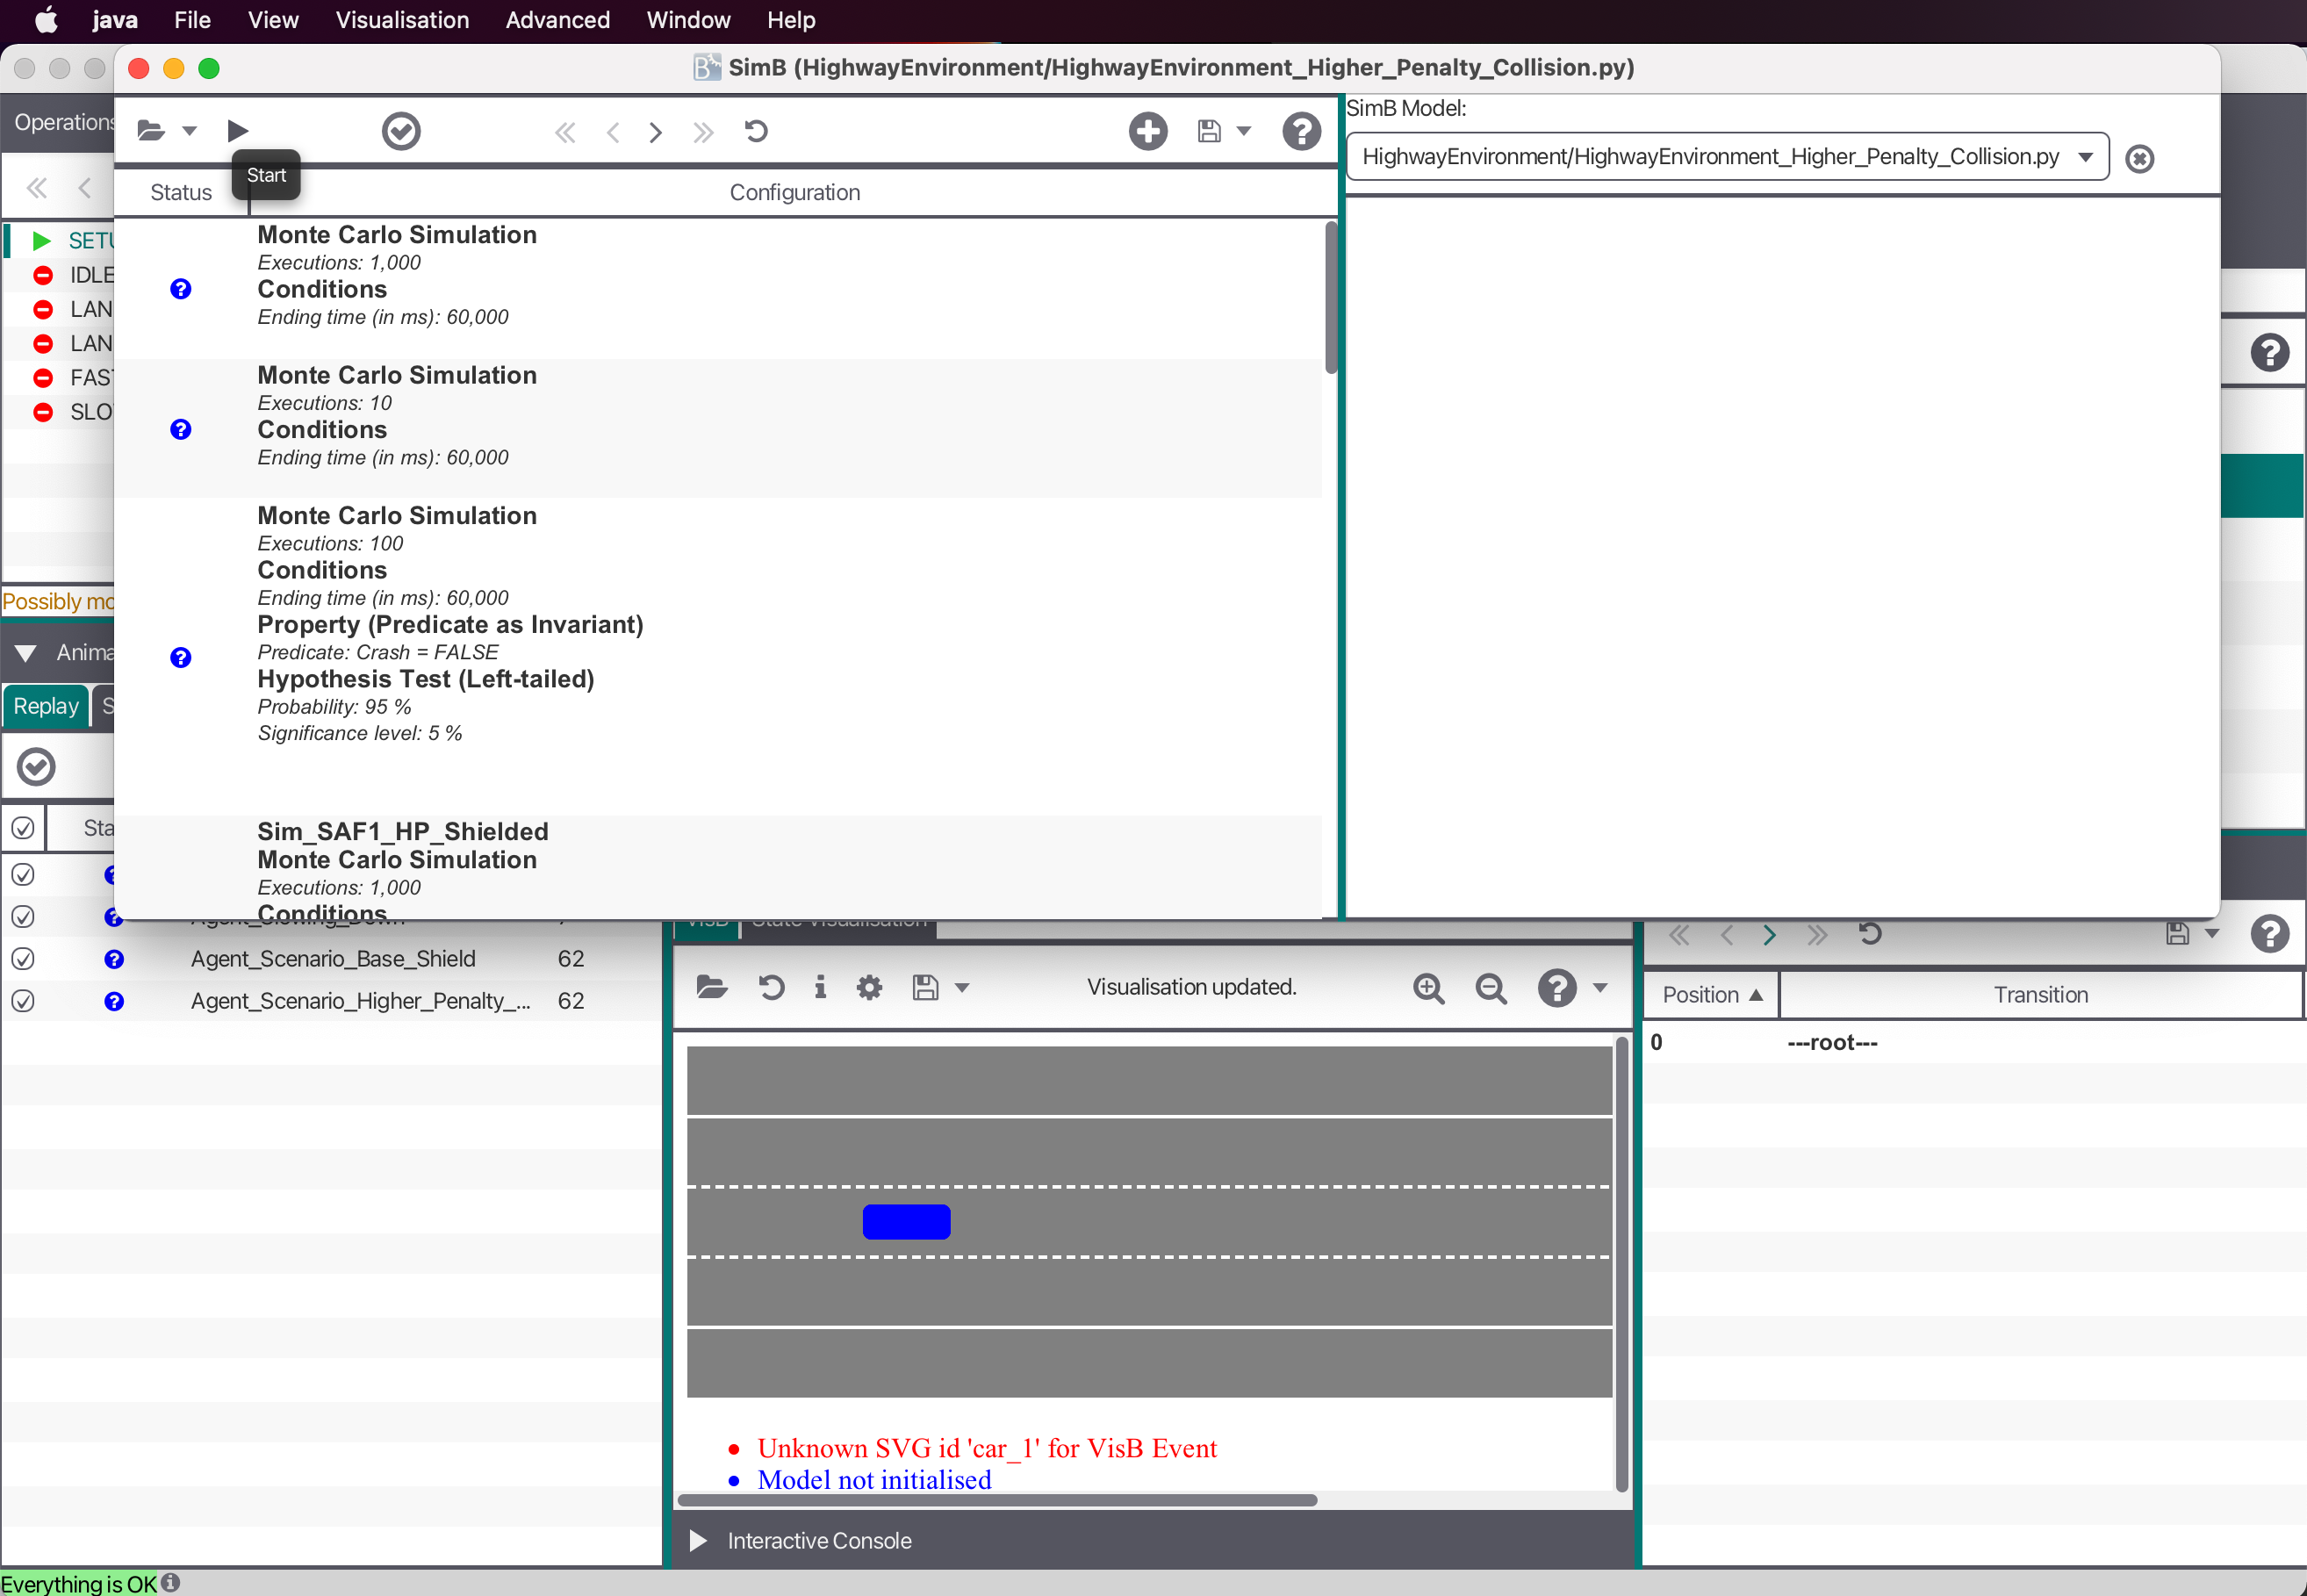 java File View Visualisation Advanced Window Help
SimB (HighwayEnvironment/HighwayEnvironment_Higher_Penalty_Collision.py)
Operations
SimB Model:
HighwayEnvironment/HighwayEnvironment_Higher_Penalty_Collision.py
Start
Status Configuration
Monte Carlo Simulation
Executions: 1,000
Conditions
Ending time (in ms): 60,000
Monte Carlo Simulation
Executions: 10
Conditions
Ending time (in ms): 60,000
Monte Carlo Simulation
Executions: 100
Conditions
Ending time (in ms): 60,000
Property (Predicate as Invariant)
Predicate: Crash = FALSE
Hypothesis Test (Left-tailed)
Probability: 95 %
Significance level: 5 %
Sim_SAF1_HP_Shielded
Monte Carlo Simulation
Executions: 1,000
Conditions
SETU
IDLE
LAN
LAN
FAST
SLO
Possibly mo
Anima
Replay S
Sta
Agent_Slowing_Down
Agent_Scenario_Base_Shield 62
Agent_Scenario_Higher_Penalty_... 62
VisB State Visualisation
Visualisation updated.
Unknown SVG id 'car_1' for VisB Event
Model not initialised
Interactive Console
Position Transition
0 ---root---
Everything is OK